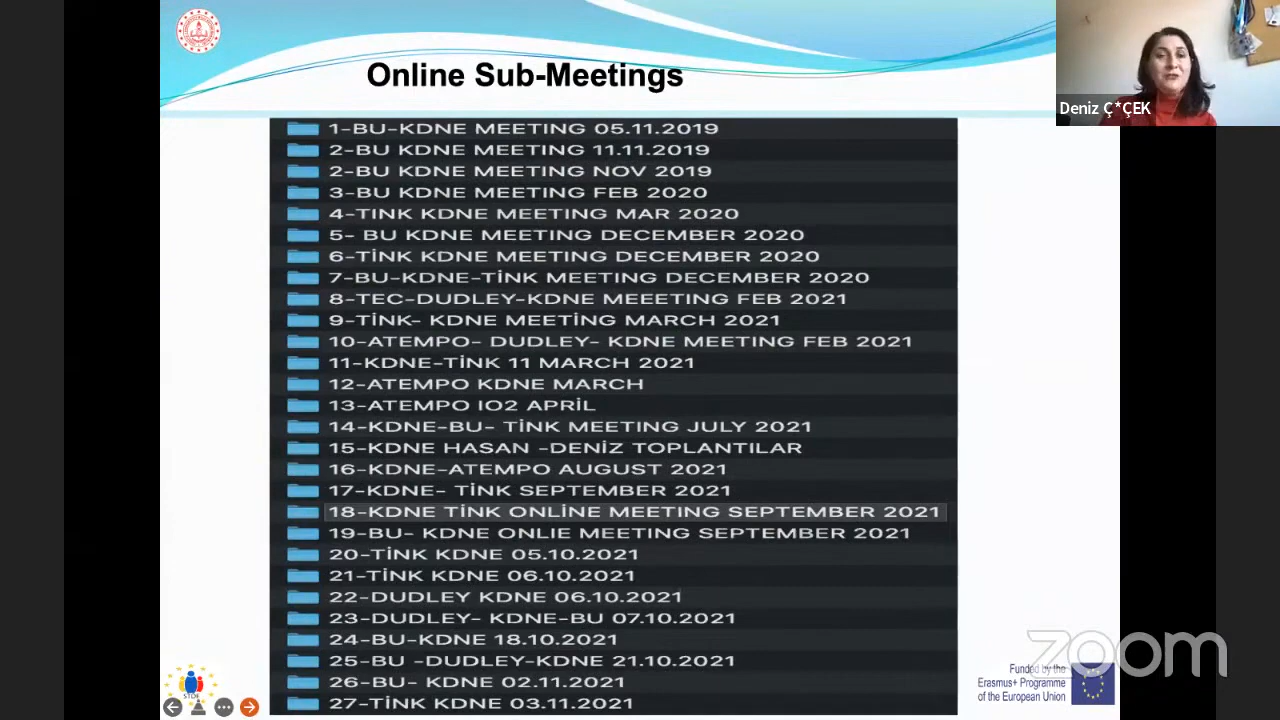 Online Sub-Meetings
Deniz Ç*ÇEK
1-BU-KDNE MEETING 05.11.2019
2-BU KDNE MEETING 11.11.2019
2-BU KDNE MEETING NOV 2019
3-BU KDNE MEETING FEB 2020
4-TINK KDNE MEETING MAR 2020
5- BU KDNE MEETING DECEMBER 2020
6-TİNK KDNE MEETING DECEMBER 2020
7-BU-KDNE-TİNK MEETING DECEMBER 2020
8-TEC-DUDLEY-KDNE MEEETING FEB 2021
9-TİNK- KDNE MEETİNG MARCH 2021
10-ATEMPO- DUDLEY- KDNE MEETING FEB 2021
11-KDNE-TİNK 11 MARCH 2021
12-ATEMPO KDNE MARCH
13-ATEMPO IO2 APRİL
14-KDNE-BU- TİNK MEETING JULY 2021
15-KDNE HASAN -DENİZ TOPLANTILAR
16-KDNE-ATEMPO AUGUST 2021
17-KDNE- TİNK SEPTEMBER 2021
18-KDNE TİNK ONLİNE MEETING SEPTEMBER 2021
19-BU- KDNE ONLIE MEETING SEPTEMBER 2021
20-TİNK KDNE 05.10.2021
21-TİNK KDNE 06.10.2021
22-DUDLEY KDNE 06.10.2021
23-DUDLEY- KDNE-BU 07.10.2021
24-BU-KDNE 18.10.2021
25-BU -DUDLEY-KDNE 21.10.2021
26-BU- KDNE 02.11.2021
27-TİNK KDNE 03.11.2021
STOE
Funded by the
Erasmus+ Programme
of the European Union
zoom